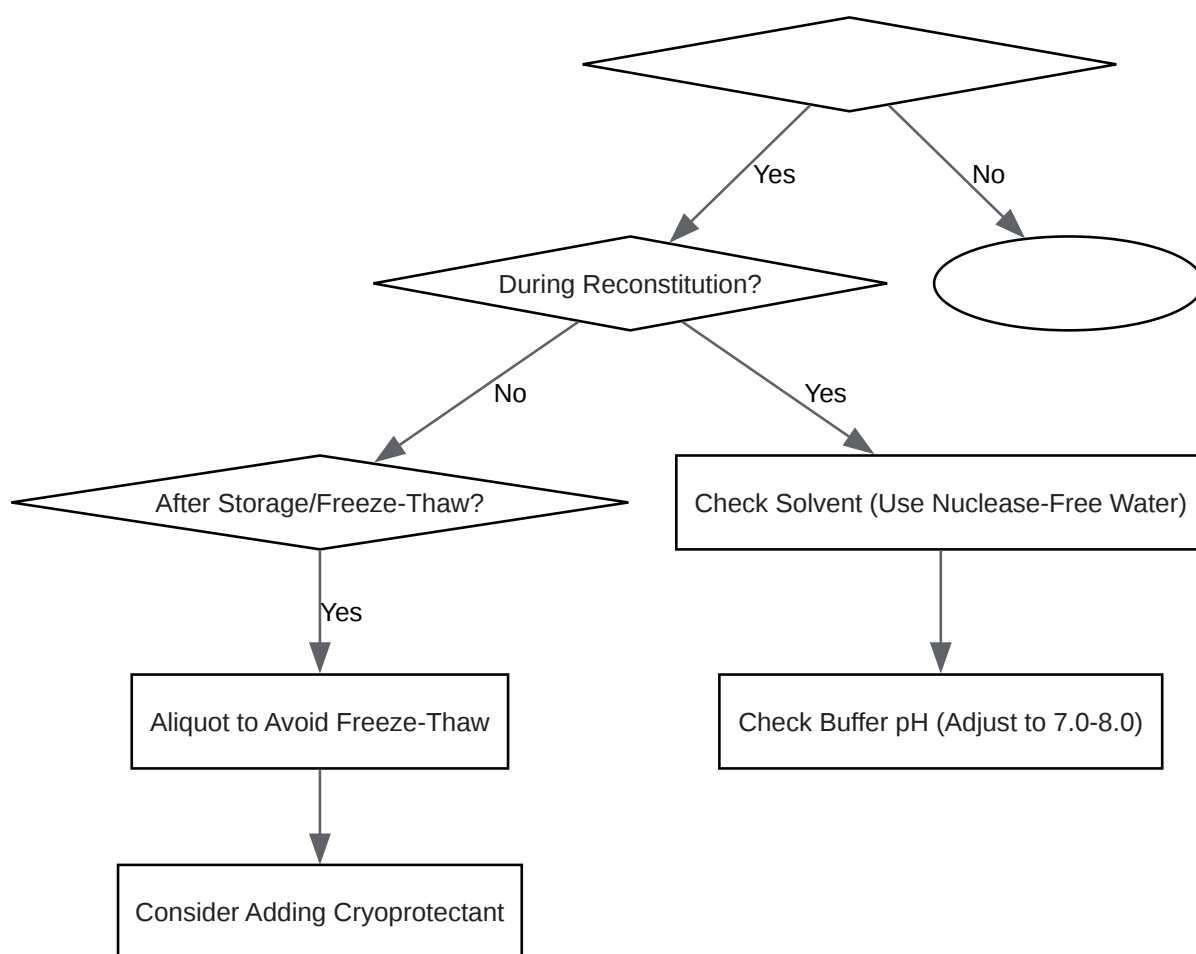 Yes
No
During Reconstitution?
No
Yes
After Storage/Freeze-Thaw?
Check Solvent (Use Nuclease-Free Water)
Yes
Aliquot to Avoid Freeze-Thaw
Check Buffer pH (Adjust to 7.0-8.0)
Consider Adding Cryoprotectant